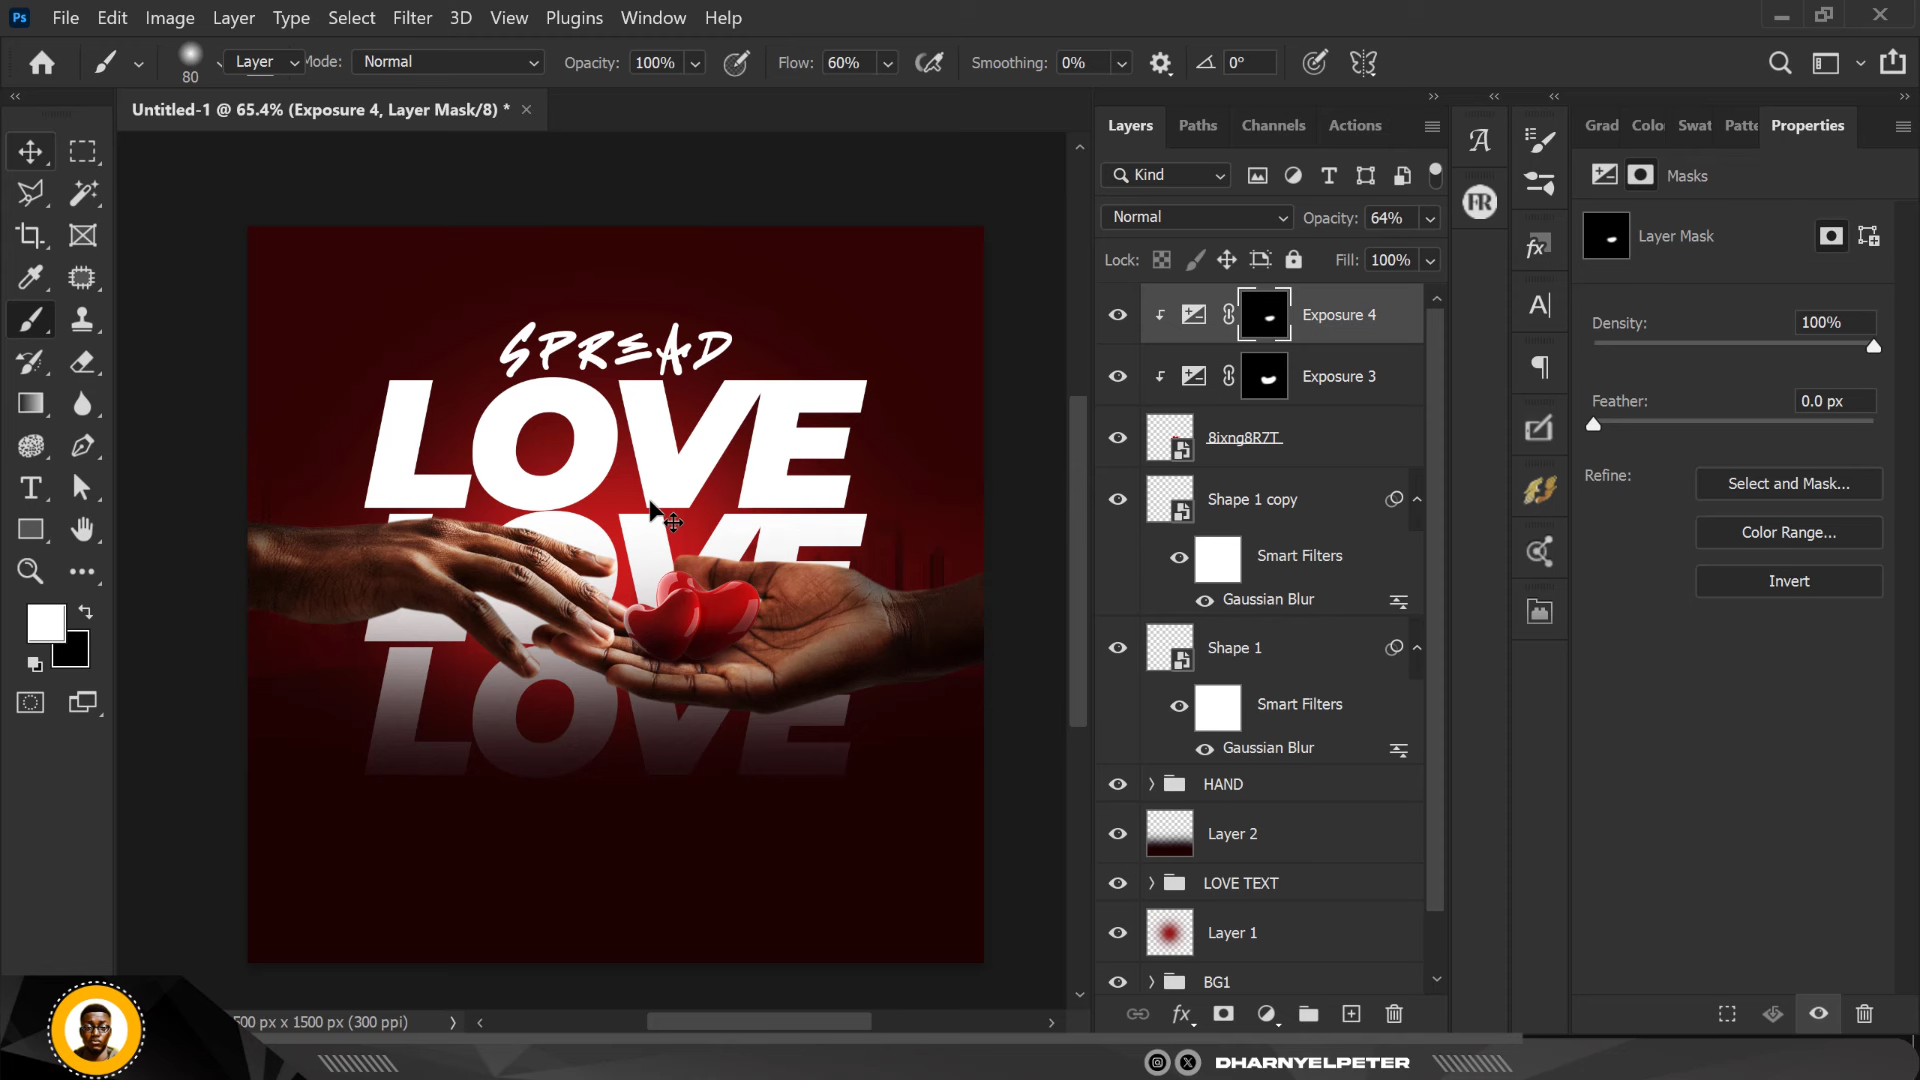 Ps File Edit Image Layer Type Select Filter 3D View Plugins Window Help
80 Layer Mode: Normal Opacity: 100% Flow: 60% Smoothing: 0% 0°
Untitled-1 @ 65.4% (Exposure 4, Layer Mask/8) *
SPREAD
LOVE
LOVE
LOVE
500 px x 1500 px (300 ppi)
Layers Paths Channels Actions
Kind
Normal Opacity: 64%
Lock: Fill: 100%
Exposure 4
Exposure 3
8ixng8R7T
Shape 1 copy
Smart Filters
Gaussian Blur
Shape 1
Smart Filters
Gaussian Blur
HAND
Layer 2
LOVE TEXT
Layer 1
BG1
FR
Grad Colo Swat Patte Properties
Masks
Layer Mask
Density: 100%
Feather: 0.0 px
Refine: Select and Mask...
Color Range...
Invert
DHARNYELPETER